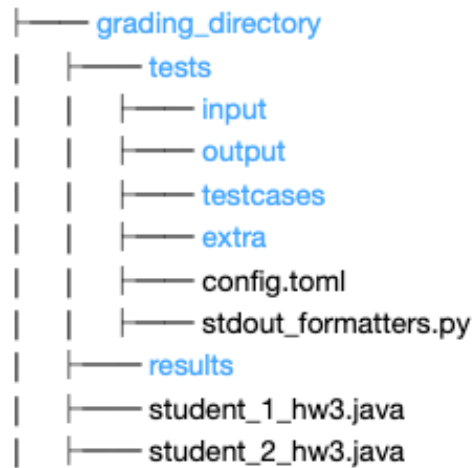 grading_directory
tests
input
output
testcases
extra
config.toml
stdout_formatters.py
results
student_1_hw3.java
student_2_hw3.java